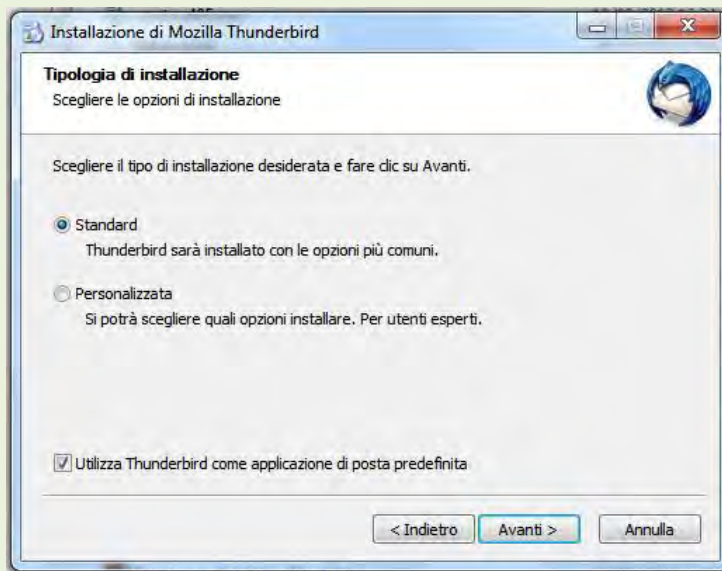 Installazione di Mozilla Thunderbird
Tipologia di installazione
Scegliere le opzioni di installazione
Scegliere il tipo di installazione desiderata e fare clic su Avanti.
Standard
Thunderbird sarà installato con le opzioni più comuni.
Personalizzata
Si potrà scegliere quali opzioni installare. Per utenti esperti.
Utilizza Thunderbird come applicazione di posta predefinita
< Indietro
Avanti >
Annulla